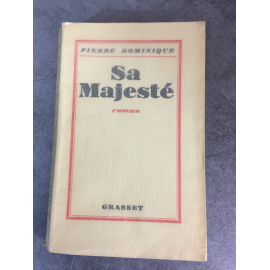 PIERRE DOMINIQUE
Sa
Majesté
roman
GRASSET